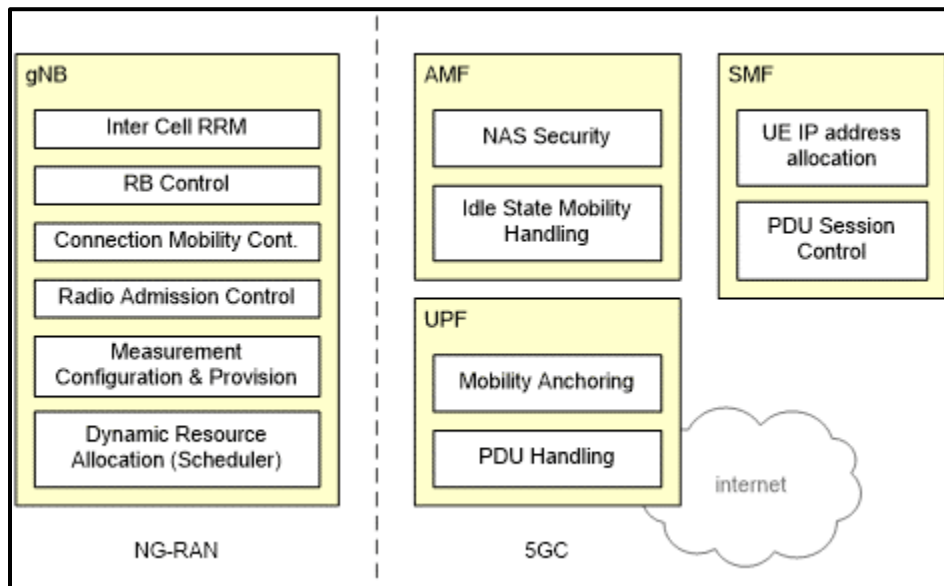 gNB
Inter Cell RRM
RB Control
Connection Mobility Cont.
Radio Admission Control
Measurement
Configuration & Provision
Dynamic Resource
Allocation (Scheduler)
NG-RAN
AMF
NAS Security
Idle State Mobility
Handling
SMF
UE IP address
allocation
PDU Session
Control
UPF
Mobility Anchoring
PDU Handling
internet
5GC